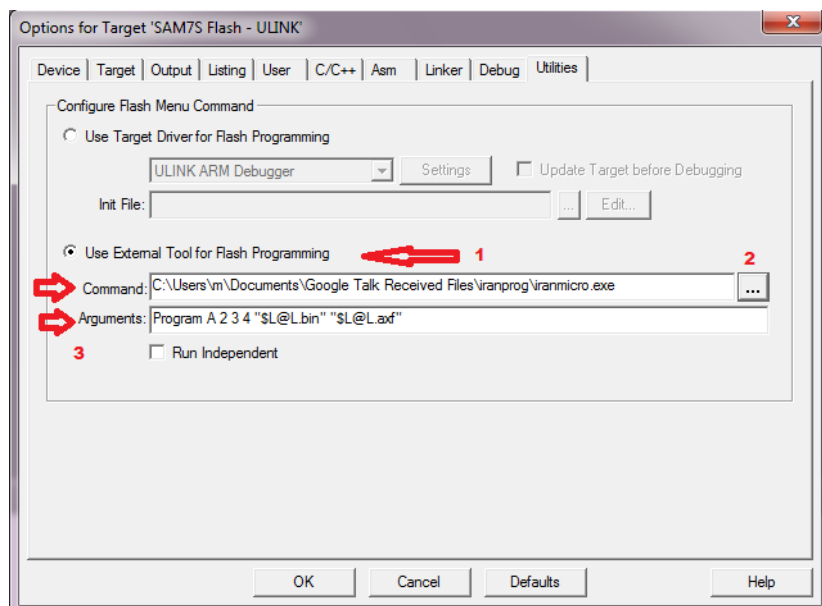 Options for Target 'SAM7S Flash - ULINK'
Device Target Output Listing User C/C++ Asm Linker Debug Utilities
Configure Flash Menu Command
Use Target Driver for Flash Programming
ULINK ARM Debugger Settings Update Target before Debugging
Init File: ... Edit...
Use External Tool for Flash Programming 1 2
Command: C:\Users\m\Documents\Google Talk Received Files\iranprog\iranmicro.exe ...
Arguments: Program A 2 3 4 "$L@L.bin" "$L@L.axf"
3 Run Independent
OK Cancel Defaults Help